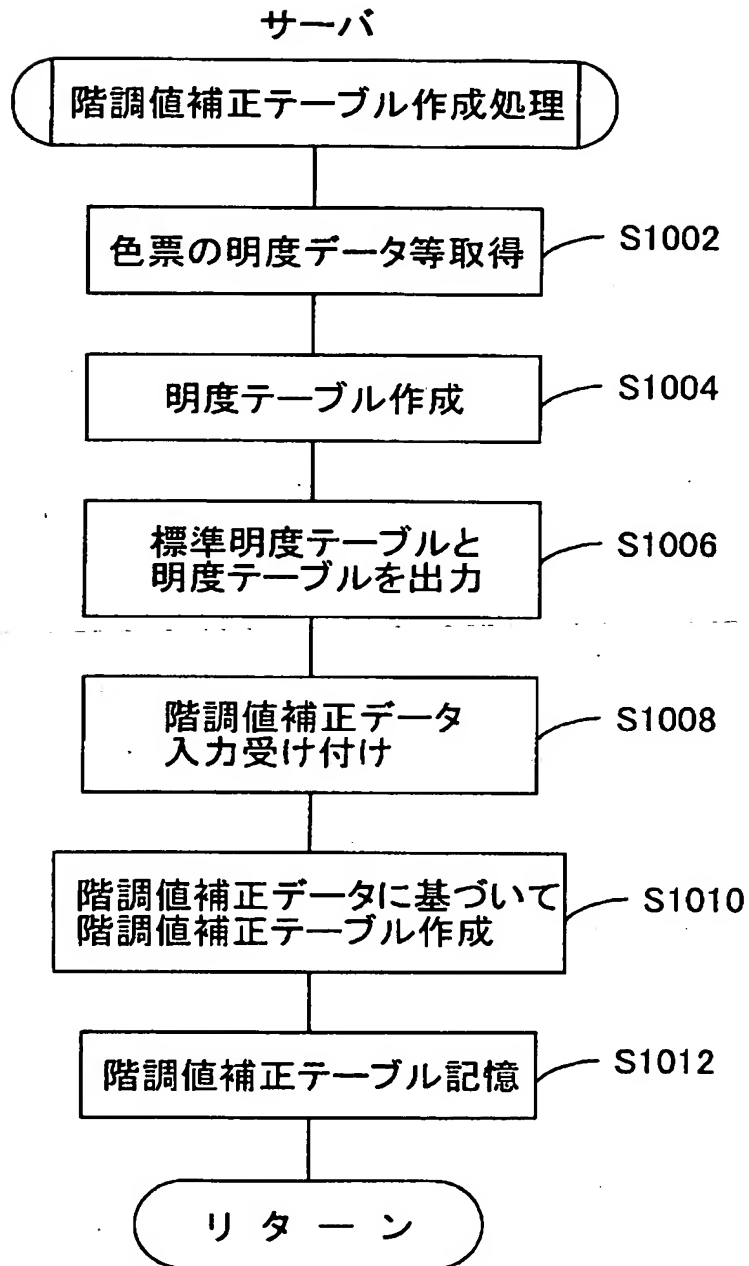 サーバ
階調値補正テーブル作成処理
色票の明度データ等取得
S1002
明度テーブル作成
S1004
標準明度テーブルと
明度テーブルを出力
S1006
階調値補正データ
入力受け付け
S1008
階調値補正データに基づいて
階調値補正テーブル作成
S1010
階調値補正テーブル記憶
S1012
リターン